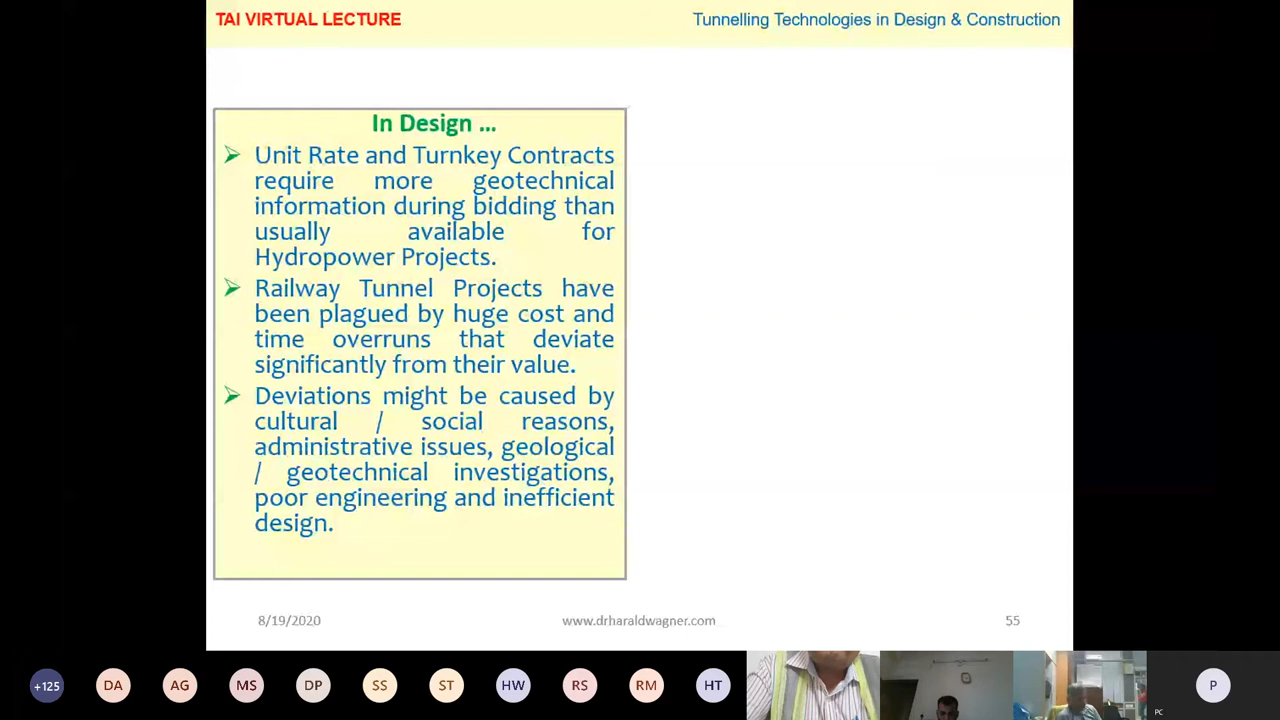 TAI VIRTUAL LECTURE
Tunnelling Technologies in Design & Construction
In Design ...
Unit Rate and Turnkey Contracts
require more geotechnical
information during bidding than
usually available for
Hydropower Projects.
Railway Tunnel Projects have
been plagued by huge cost and
time overruns that deviate
significantly from their value.
Deviations might be caused by
cultural / social reasons,
administrative issues, geological
/ geotechnical investigations,
poor engineering and inefficient
design.
8/19/2020
www.drharaldwagner.com
55
+125
DA
AG
MS
DP
SS
ST
HW
RS
RM
HT
P
PC